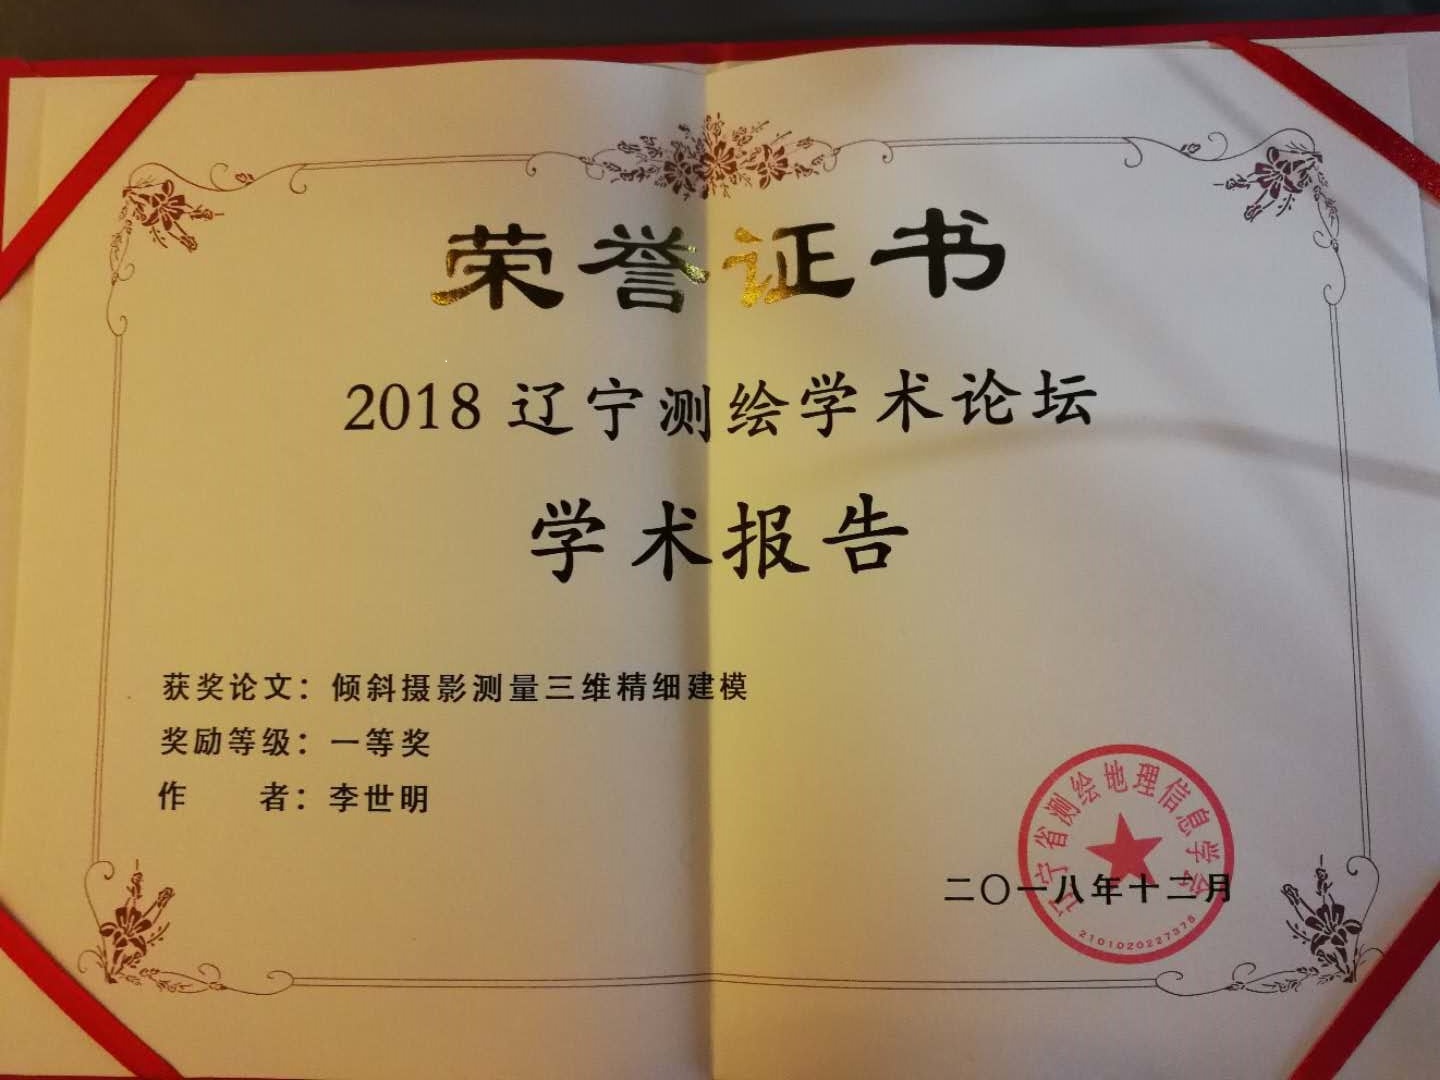 荣誉证书
2018 辽宁测绘学术论坛
学术报告
获奖论文：倾斜摄影测量三维精细建模
奖励等级：一等奖
作　　者：李世明
辽宁省测绘地理信息学会
二〇一八年十二月
2101020227378